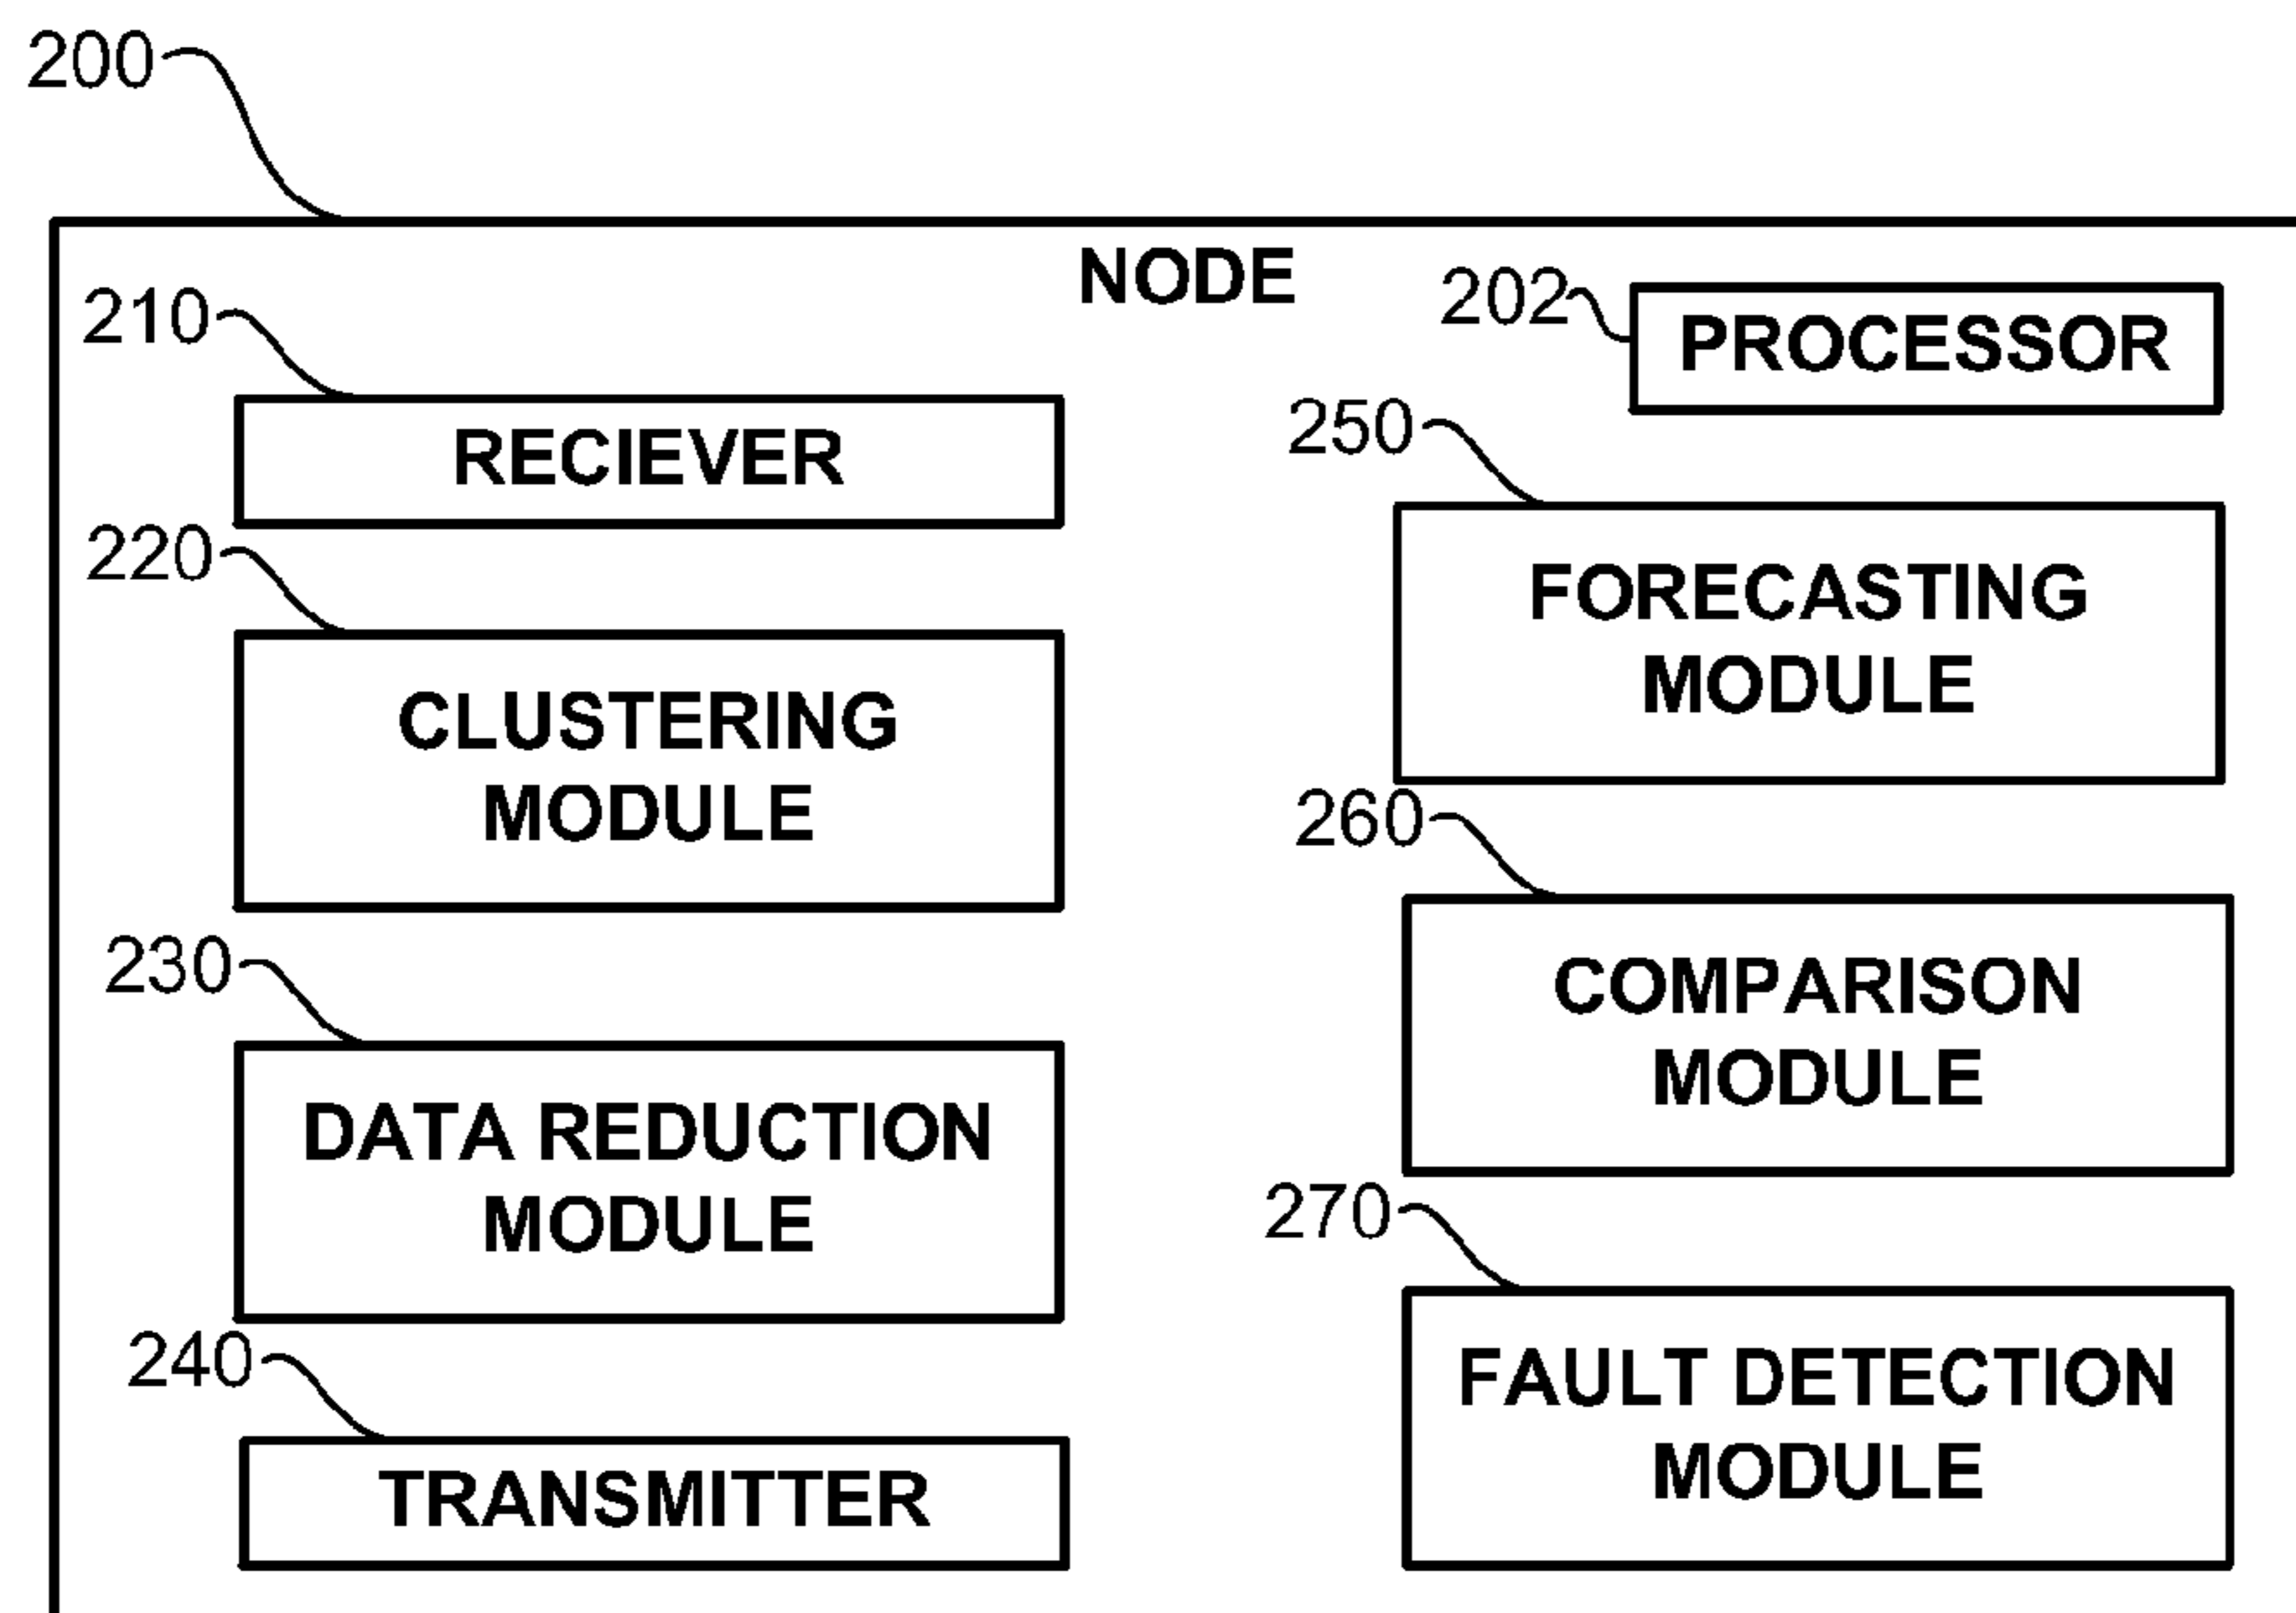 200
NODE
202
PROCESSOR
210
RECIEVER
220
CLUSTERING
MODULE
230
DATA REDUCTION
MODULE
240
TRANSMITTER
250
FORECASTING
MODULE
260
COMPARISON
MODULE
270
FAULT DETECTION
MODULE